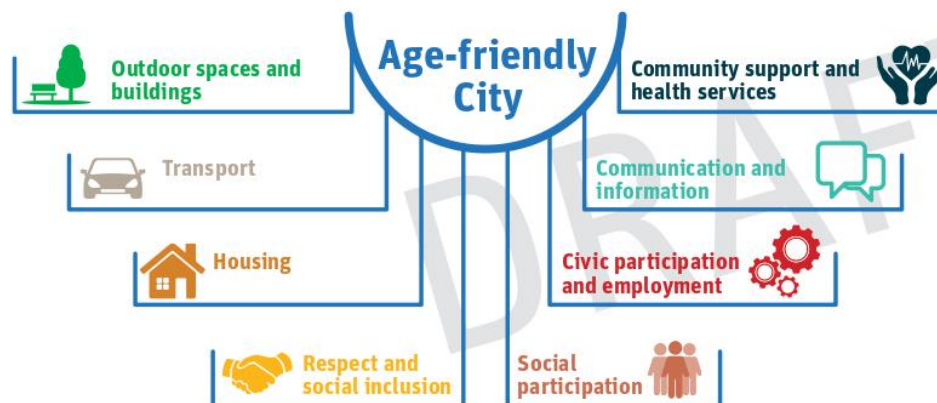 Age-friendly
City
Outdoor spaces and
buildings
Community support and
health services
Transport
Communication and
information
Housing
Civic participation
and employment
Respect and
social inclusion
Social
participation
DRAF